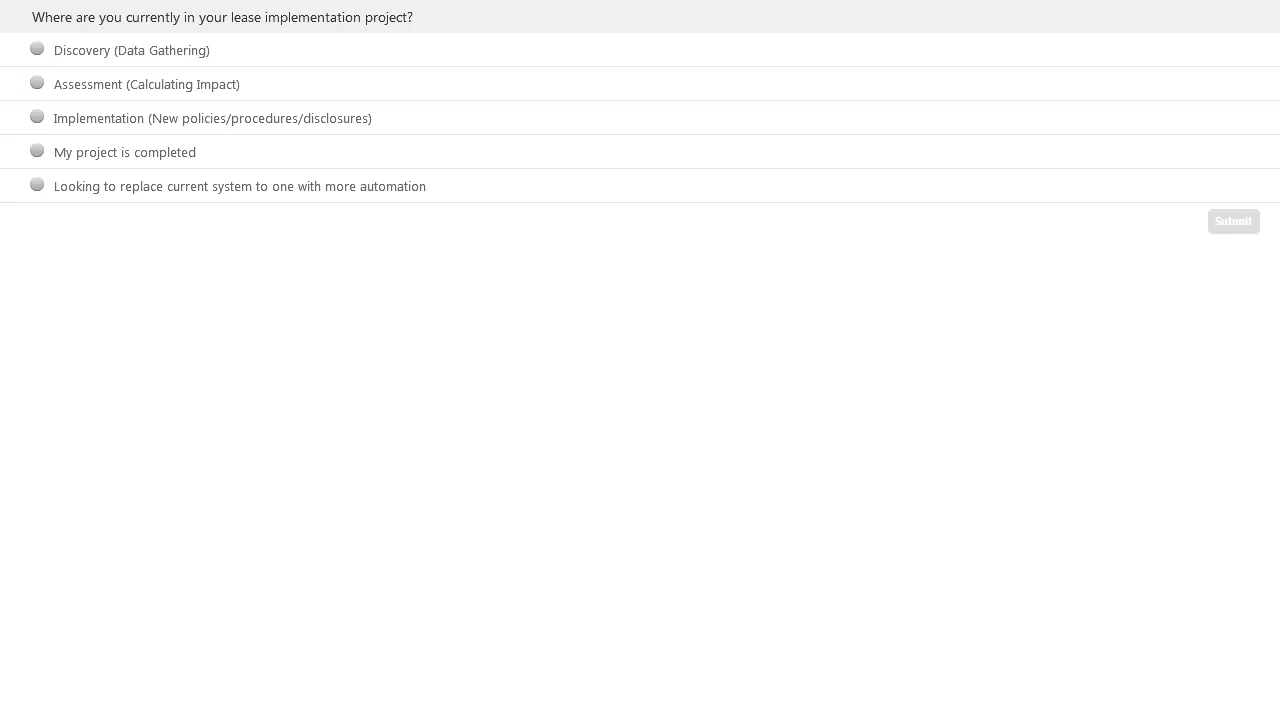 Where are you currently in your lease implementation project?
Discovery (Data Gathering)
Assessment (Calculating Impact)
Implementation (New policies/procedures/disclosures)
My project is completed
Looking to replace current system to one with more automation
Submit